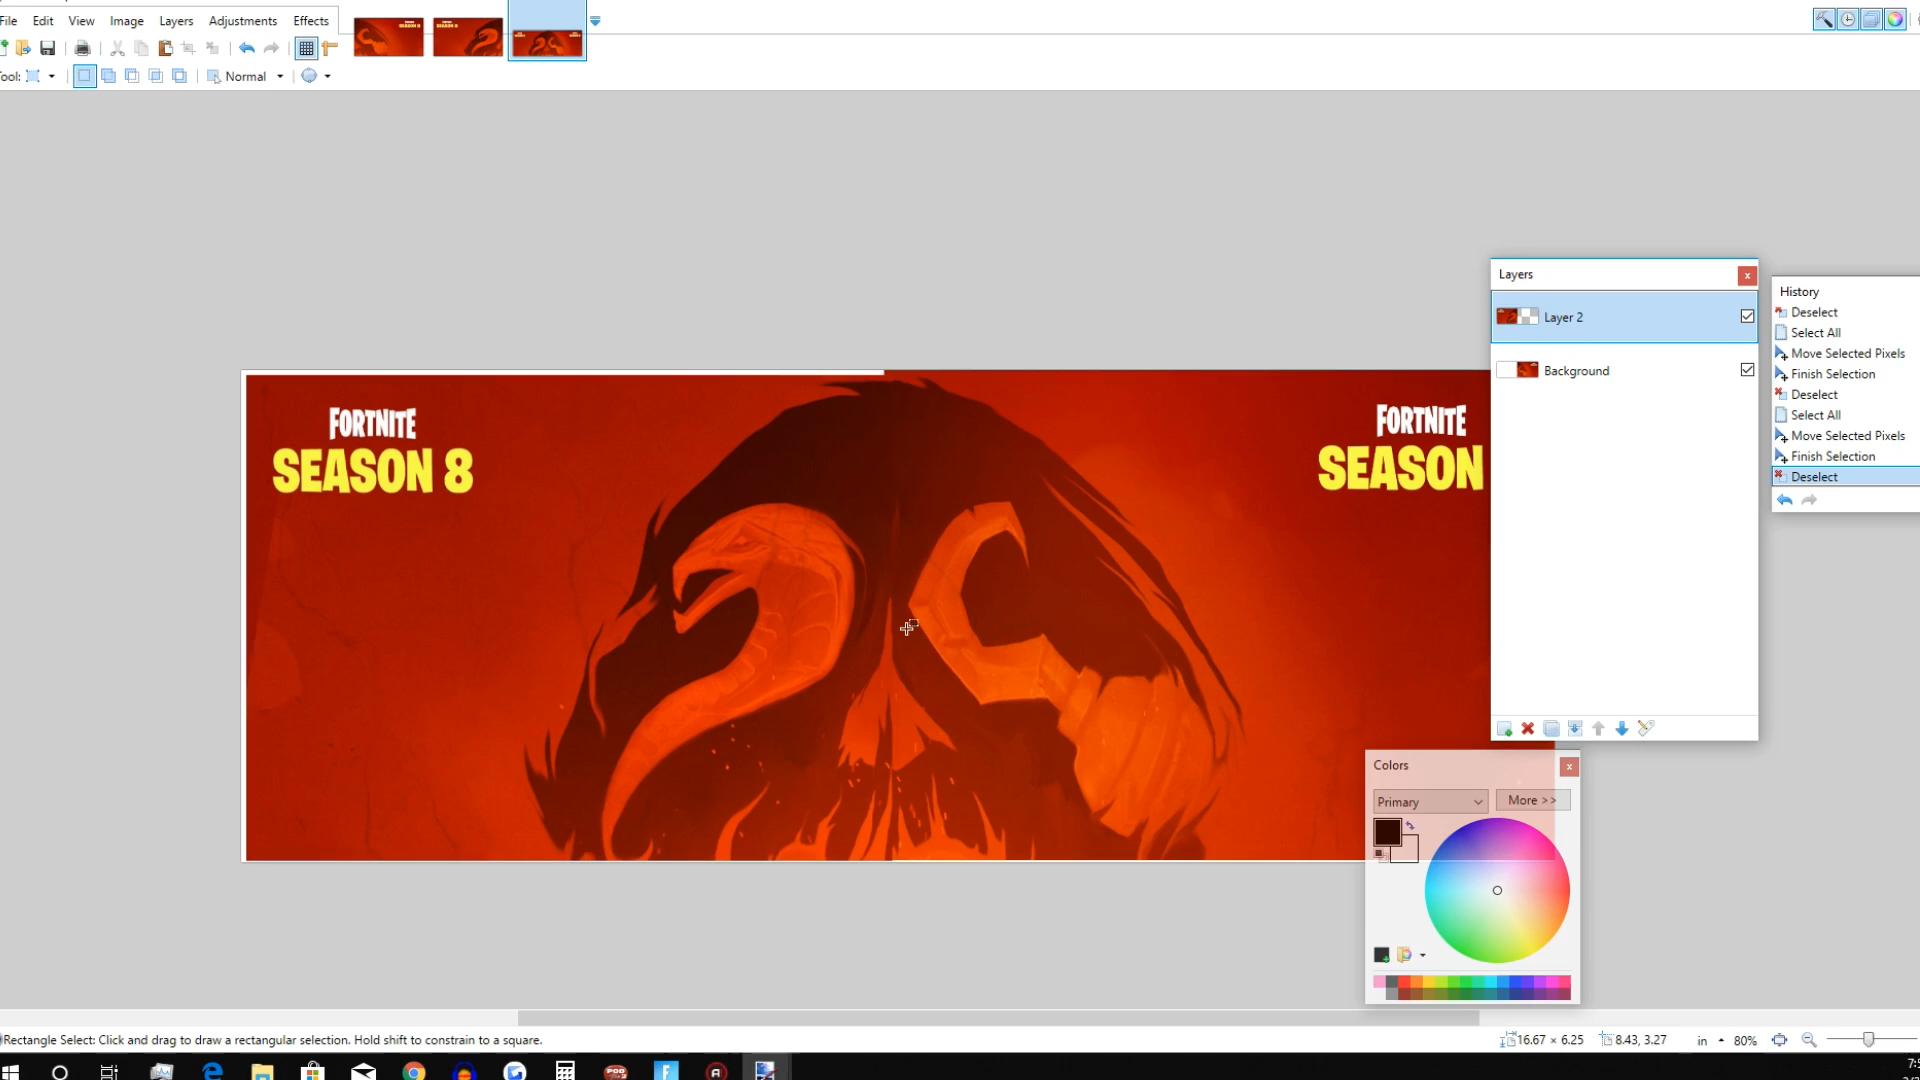 File Edit View Image Layers Adjustments Effects
Tool: Normal
FORTNITE
SEASON 8
FORTNITE
SEASON
Layers
Layer 2
Background
History
Deselect
Select All
Move Selected Pixels
Finish Selection
Deselect
Select All
Move Selected Pixels
Finish Selection
Deselect
Colors
Primary More >>
Rectangle Select: Click and drag to draw a rectangular selection. Hold shift to constrain to a square.
16.67 × 6.25 8.43, 3.27 in 80%